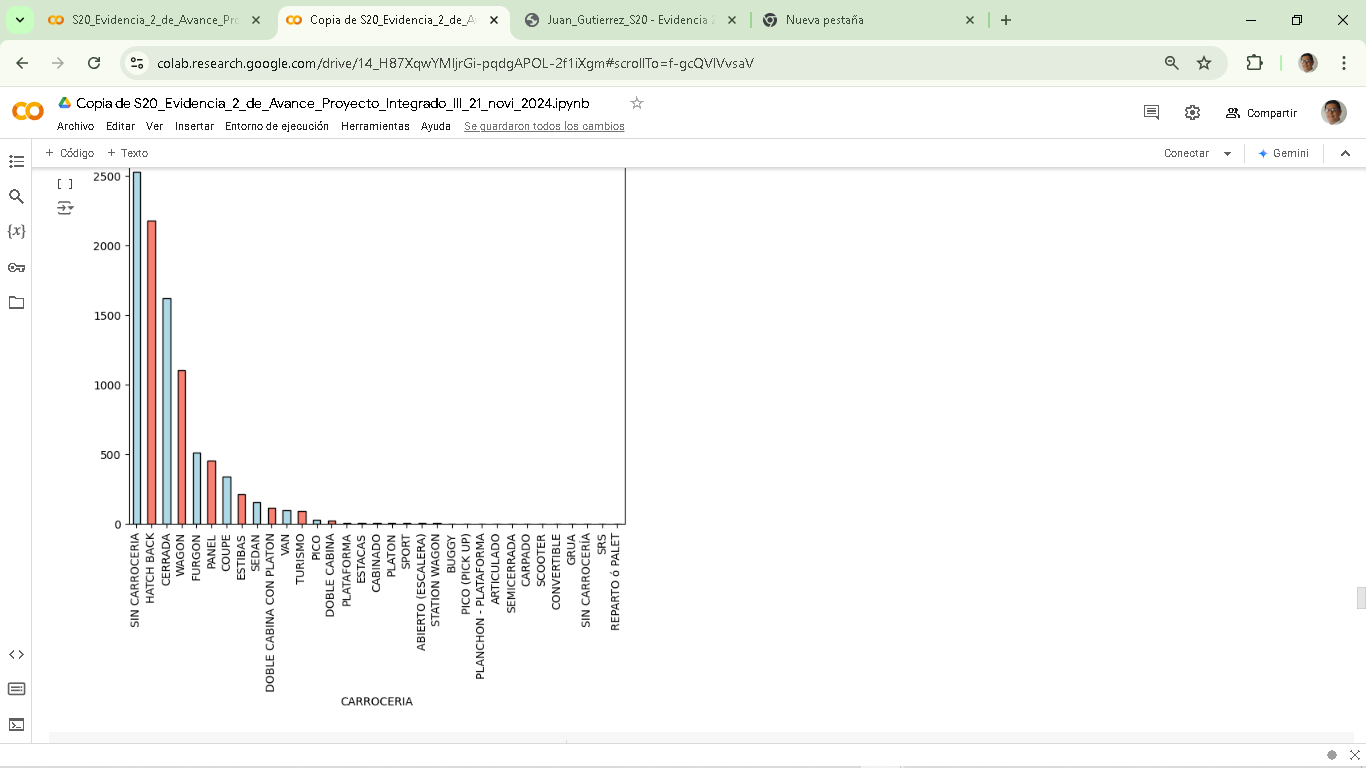 S20_Evidencia_2_de_Avance_Pr
Copia de S20_Evidencia_2_de_A
Juan_Gutierrez_S20 - Evidencia
Nueva pestaña
colab.research.google.com/drive/14_H87XqwYMljrGi-pqdgAPOL-2f1iXgm#scrollTo=f-gcQVlVvsaV
Copia de S20_Evidencia_2_de_Avance_Proyecto_Integrado_III_21_novi_2024.ipynb
Archivo Editar Ver Insertar Entorno de ejecución Herramientas Ayuda Se guardaron todos los cambios
Compartir
+ Código + Texto
Conectar
Gemini
[ ]
{x}
2500
2000
1500
1000
500
0
SIN CARROCERIA
HATCH BACK
CERRADA
WAGON
FURGON
PANEL
COUPE
ESTIBAS
SEDAN
DOBLE CABINA CON PLATON
VAN
TURISMO
PICO
DOBLE CABINA
PLATAFORMA
ESTACAS
CABINADO
PLATON
SPORT
ABIERTO (ESCALERA)
STATION WAGON
BUGGY
PICO (PICK UP)
PLANCHON - PLATAFORMA
ARTICULADO
SEMICERRADA
CARPADO
SCOOTER
CONVERTIBLE
GRUA
SIN CARROCERÍA
SRS
REPARTO ó PALET
CARROCERIA